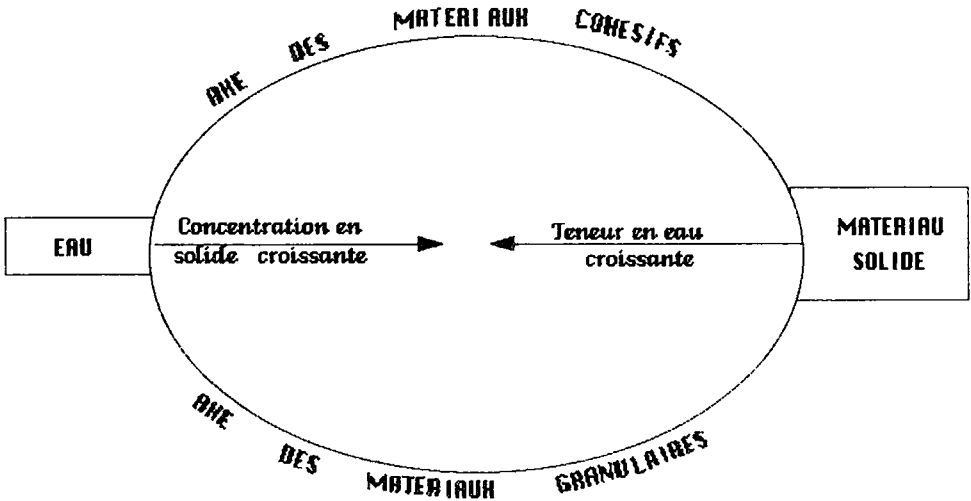 AXE DES MATERIAUX COHESIFS
EAU
Concentration en
solide croissante
Teneur en eau
croissante
MATERIAU
SOLIDE
AXE DES MATERIAUX GRANULAIRES